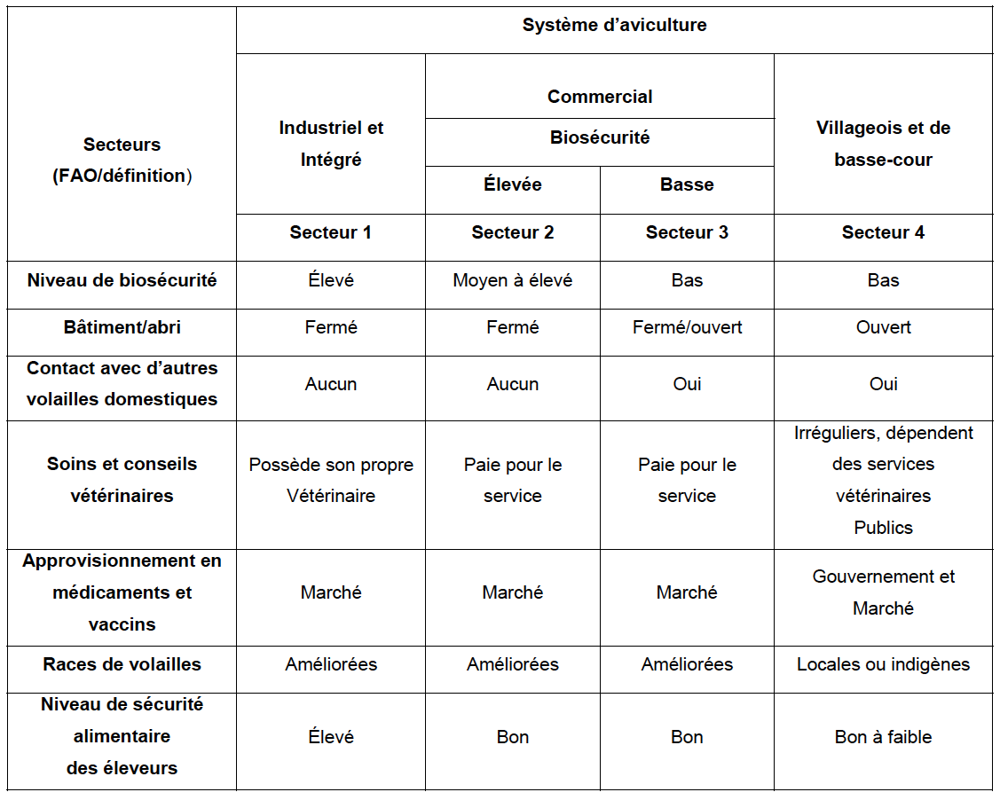 Système d'aviculture
Secteurs
(FAO/définition)
Industriel et
Intégré
Commercial
Biosécurité
Élevée
Basse
Villageois et de
basse-cour
Secteur 1
Secteur 2
Secteur 3
Secteur 4
Niveau de biosécurité
Élevé
Moyen à élevé
Bas
Bas
Bâtiment/abri
Fermé
Fermé
Fermé/ouvert
Ouvert
Contact avec d'autres
volailles domestiques
Aucun
Aucun
Oui
Oui
Soins et conseils
vétérinaires
Possède son propre
Vétérinaire
Paie pour le
service
Paie pour le
service
Irréguliers, dépendent
des services
vétérinaires
Publics
Approvisionnement en
médicaments et
vaccins
Marché
Marché
Marché
Gouvernement et
Marché
Races de volailles
Améliorées
Améliorées
Améliorées
Locales ou indigènes
Niveau de sécurité
alimentaire
des éleveurs
Élevé
Bon
Bon
Bon à faible